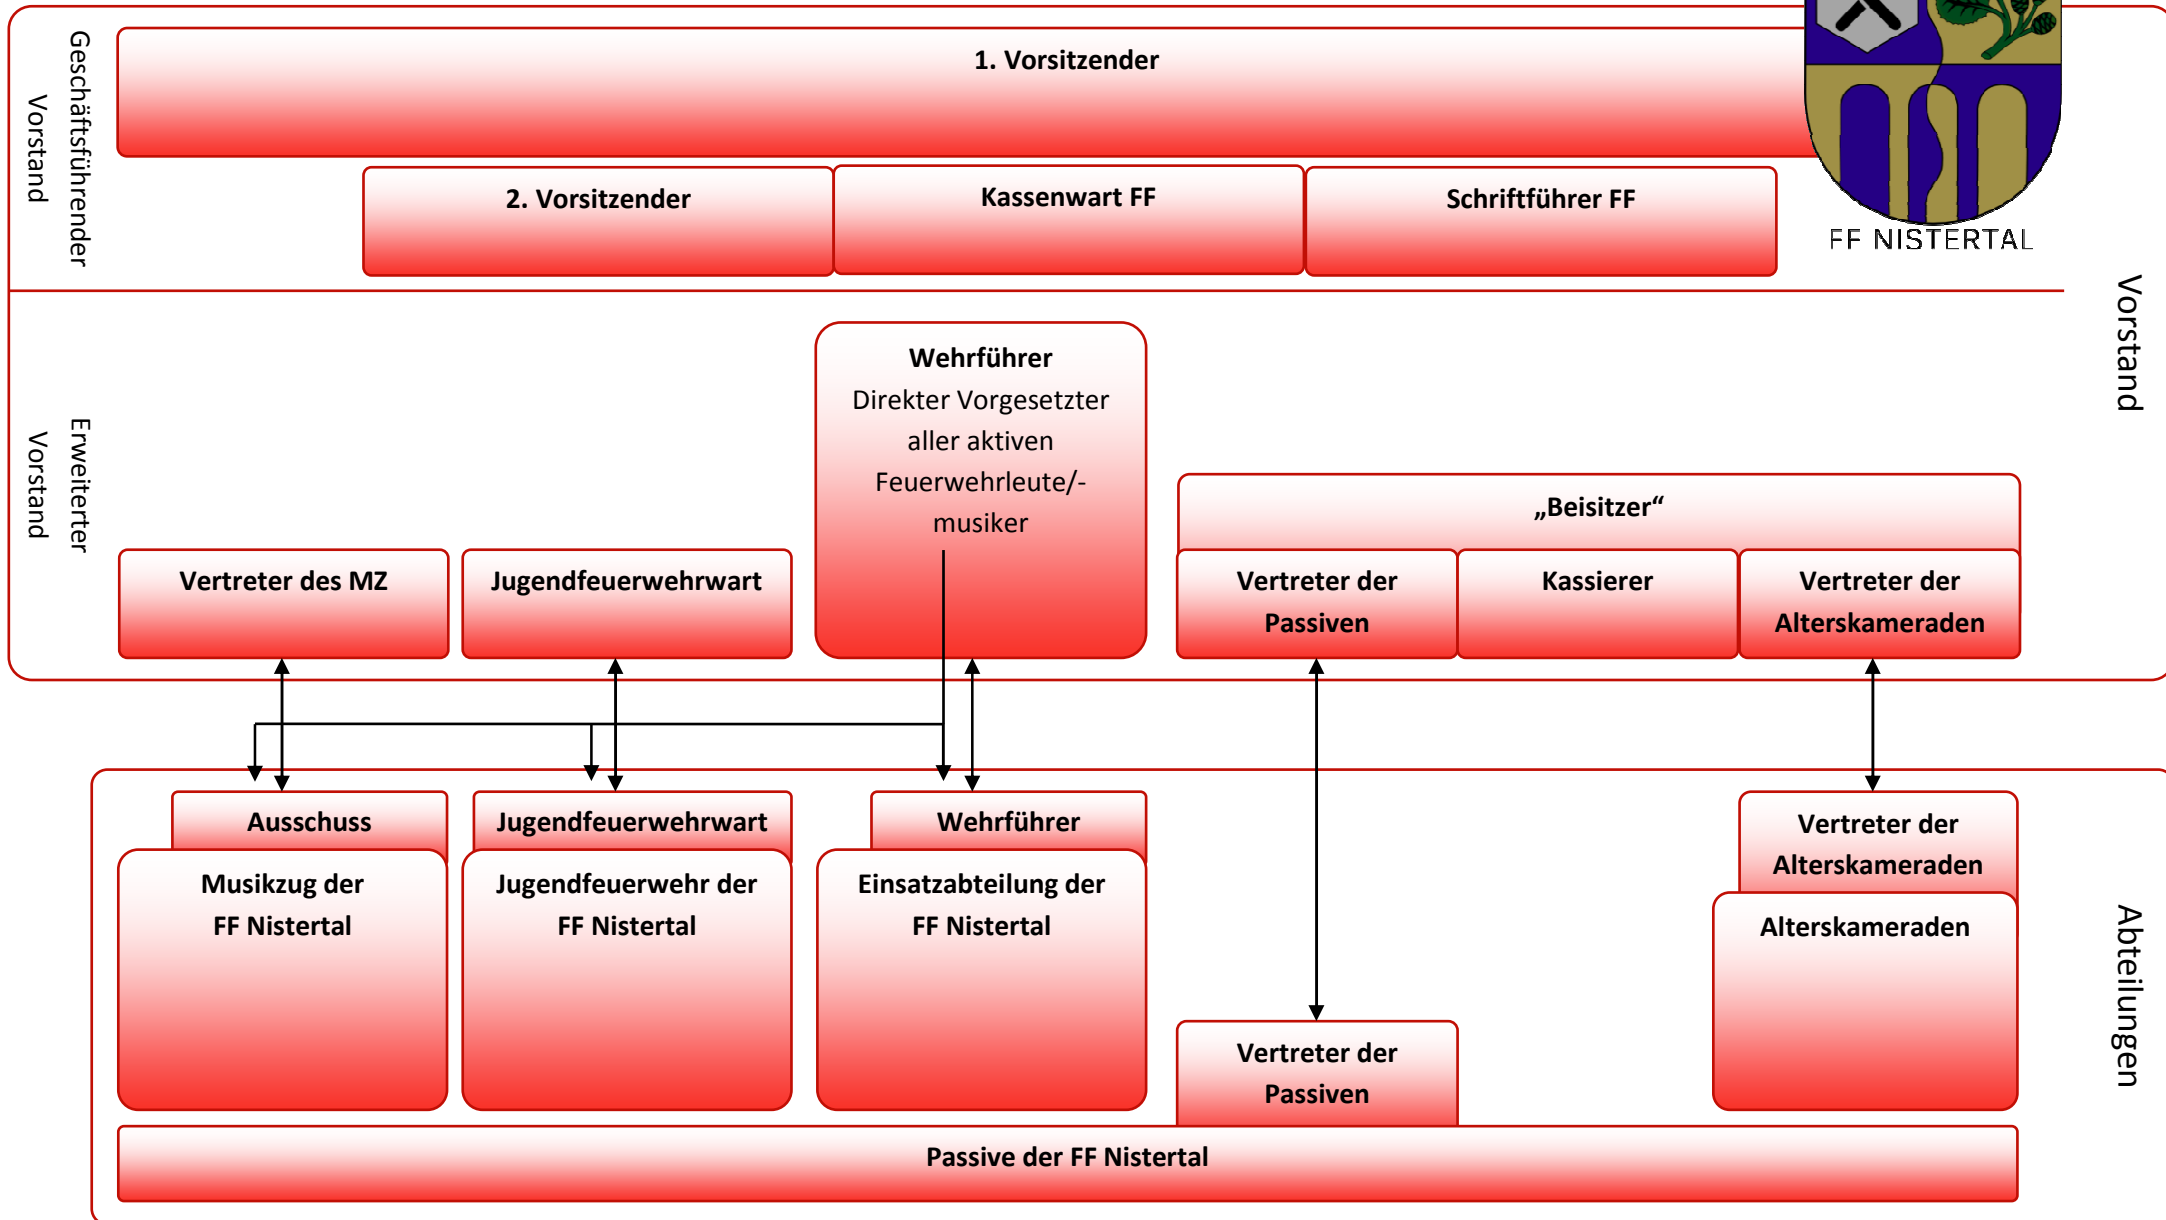 Geschäftsführender
Vorstand
1. Vorsitzender
2. Vorsitzender
Kassenwart FF
Schriftführer FF
FF NISTERTAL
Vorstand
Erweiterter
Vorstand
Wehrführer
Direkter Vorgesetzter
aller aktiven
Feuerwehrleute/-
musiker
„Beisitzer“
Vertreter des MZ
Jugendfeuerwehrwart
Vertreter der
Passiven
Kassierer
Vertreter der
Alterskameraden
Ausschuss
Musikzug der
FF Nistertal
Jugendfeuerwehrwart
Jugendfeuerwehr der
FF Nistertal
Wehrführer
Einsatzabteilung der
FF Nistertal
Vertreter der
Passiven
Vertreter der
Alterskameraden
Alterskameraden
Abteilungen
Passive der FF Nistertal